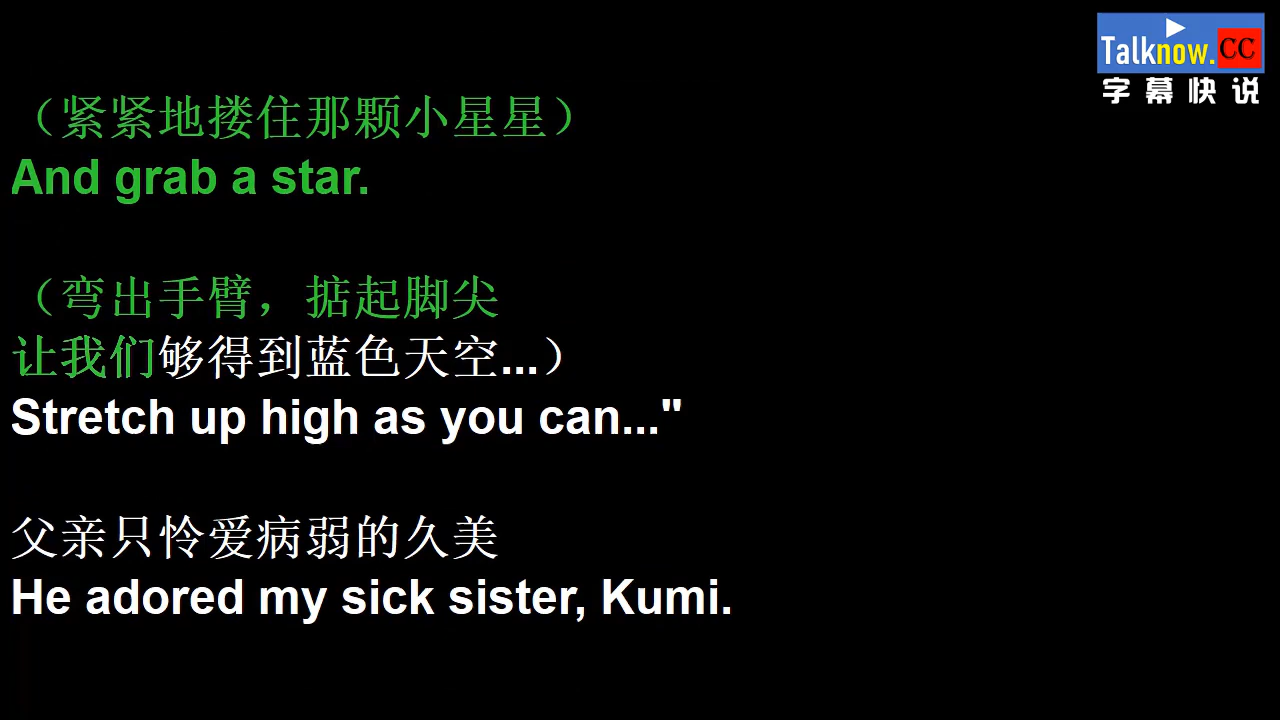 Talknow.CC
字幕快说
（紧紧地搂住那颗小星星）
And grab a star.
（弯出手臂，掂起脚尖
让我们够得到蓝色天空...）
Stretch up high as you can..."
父亲只怜爱病弱的久美
He adored my sick sister, Kumi.